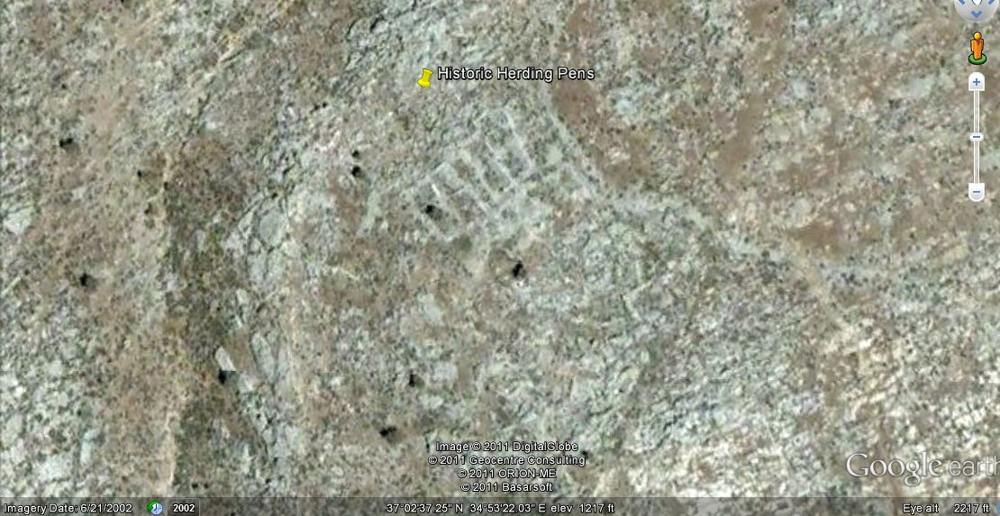 Historic Herding Pens
Image © 2011 DigitalGlobe
© 2011 Geocentre Consulting
© 2011 ORION-ME
© 2011 Basarsoft
Google earth
Imagery Date: 6/21/2002 2002 37°02'37.25" N 34°53'22.03" E elev 1217 ft Eye alt 2217 ft